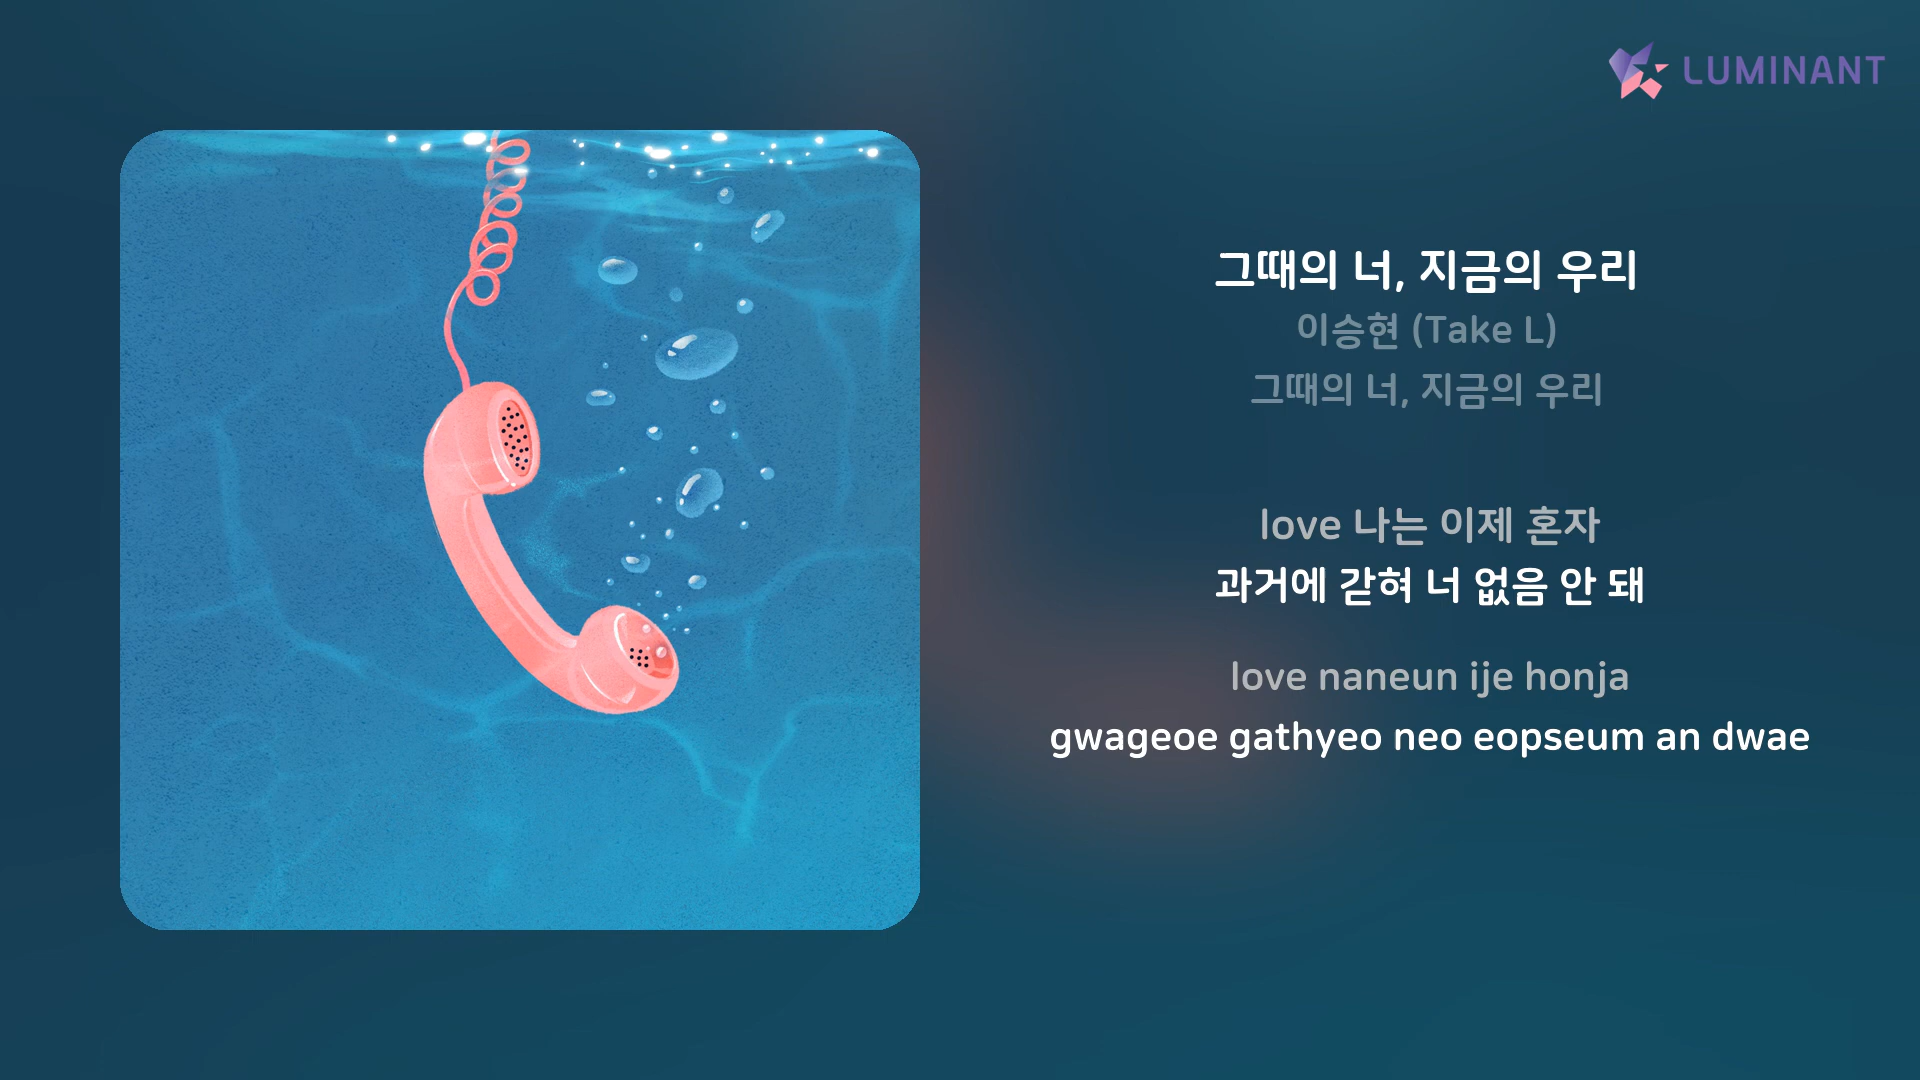 LUMINANT
그때의 너, 지금의 우리
이승현 (Take L)
그때의 너, 지금의 우리
love 나는 이제 혼자
과거에 갇혀 너 없음 안 돼
love naneun ije honja
gwageoe gathyeo neo eopseum an dwae